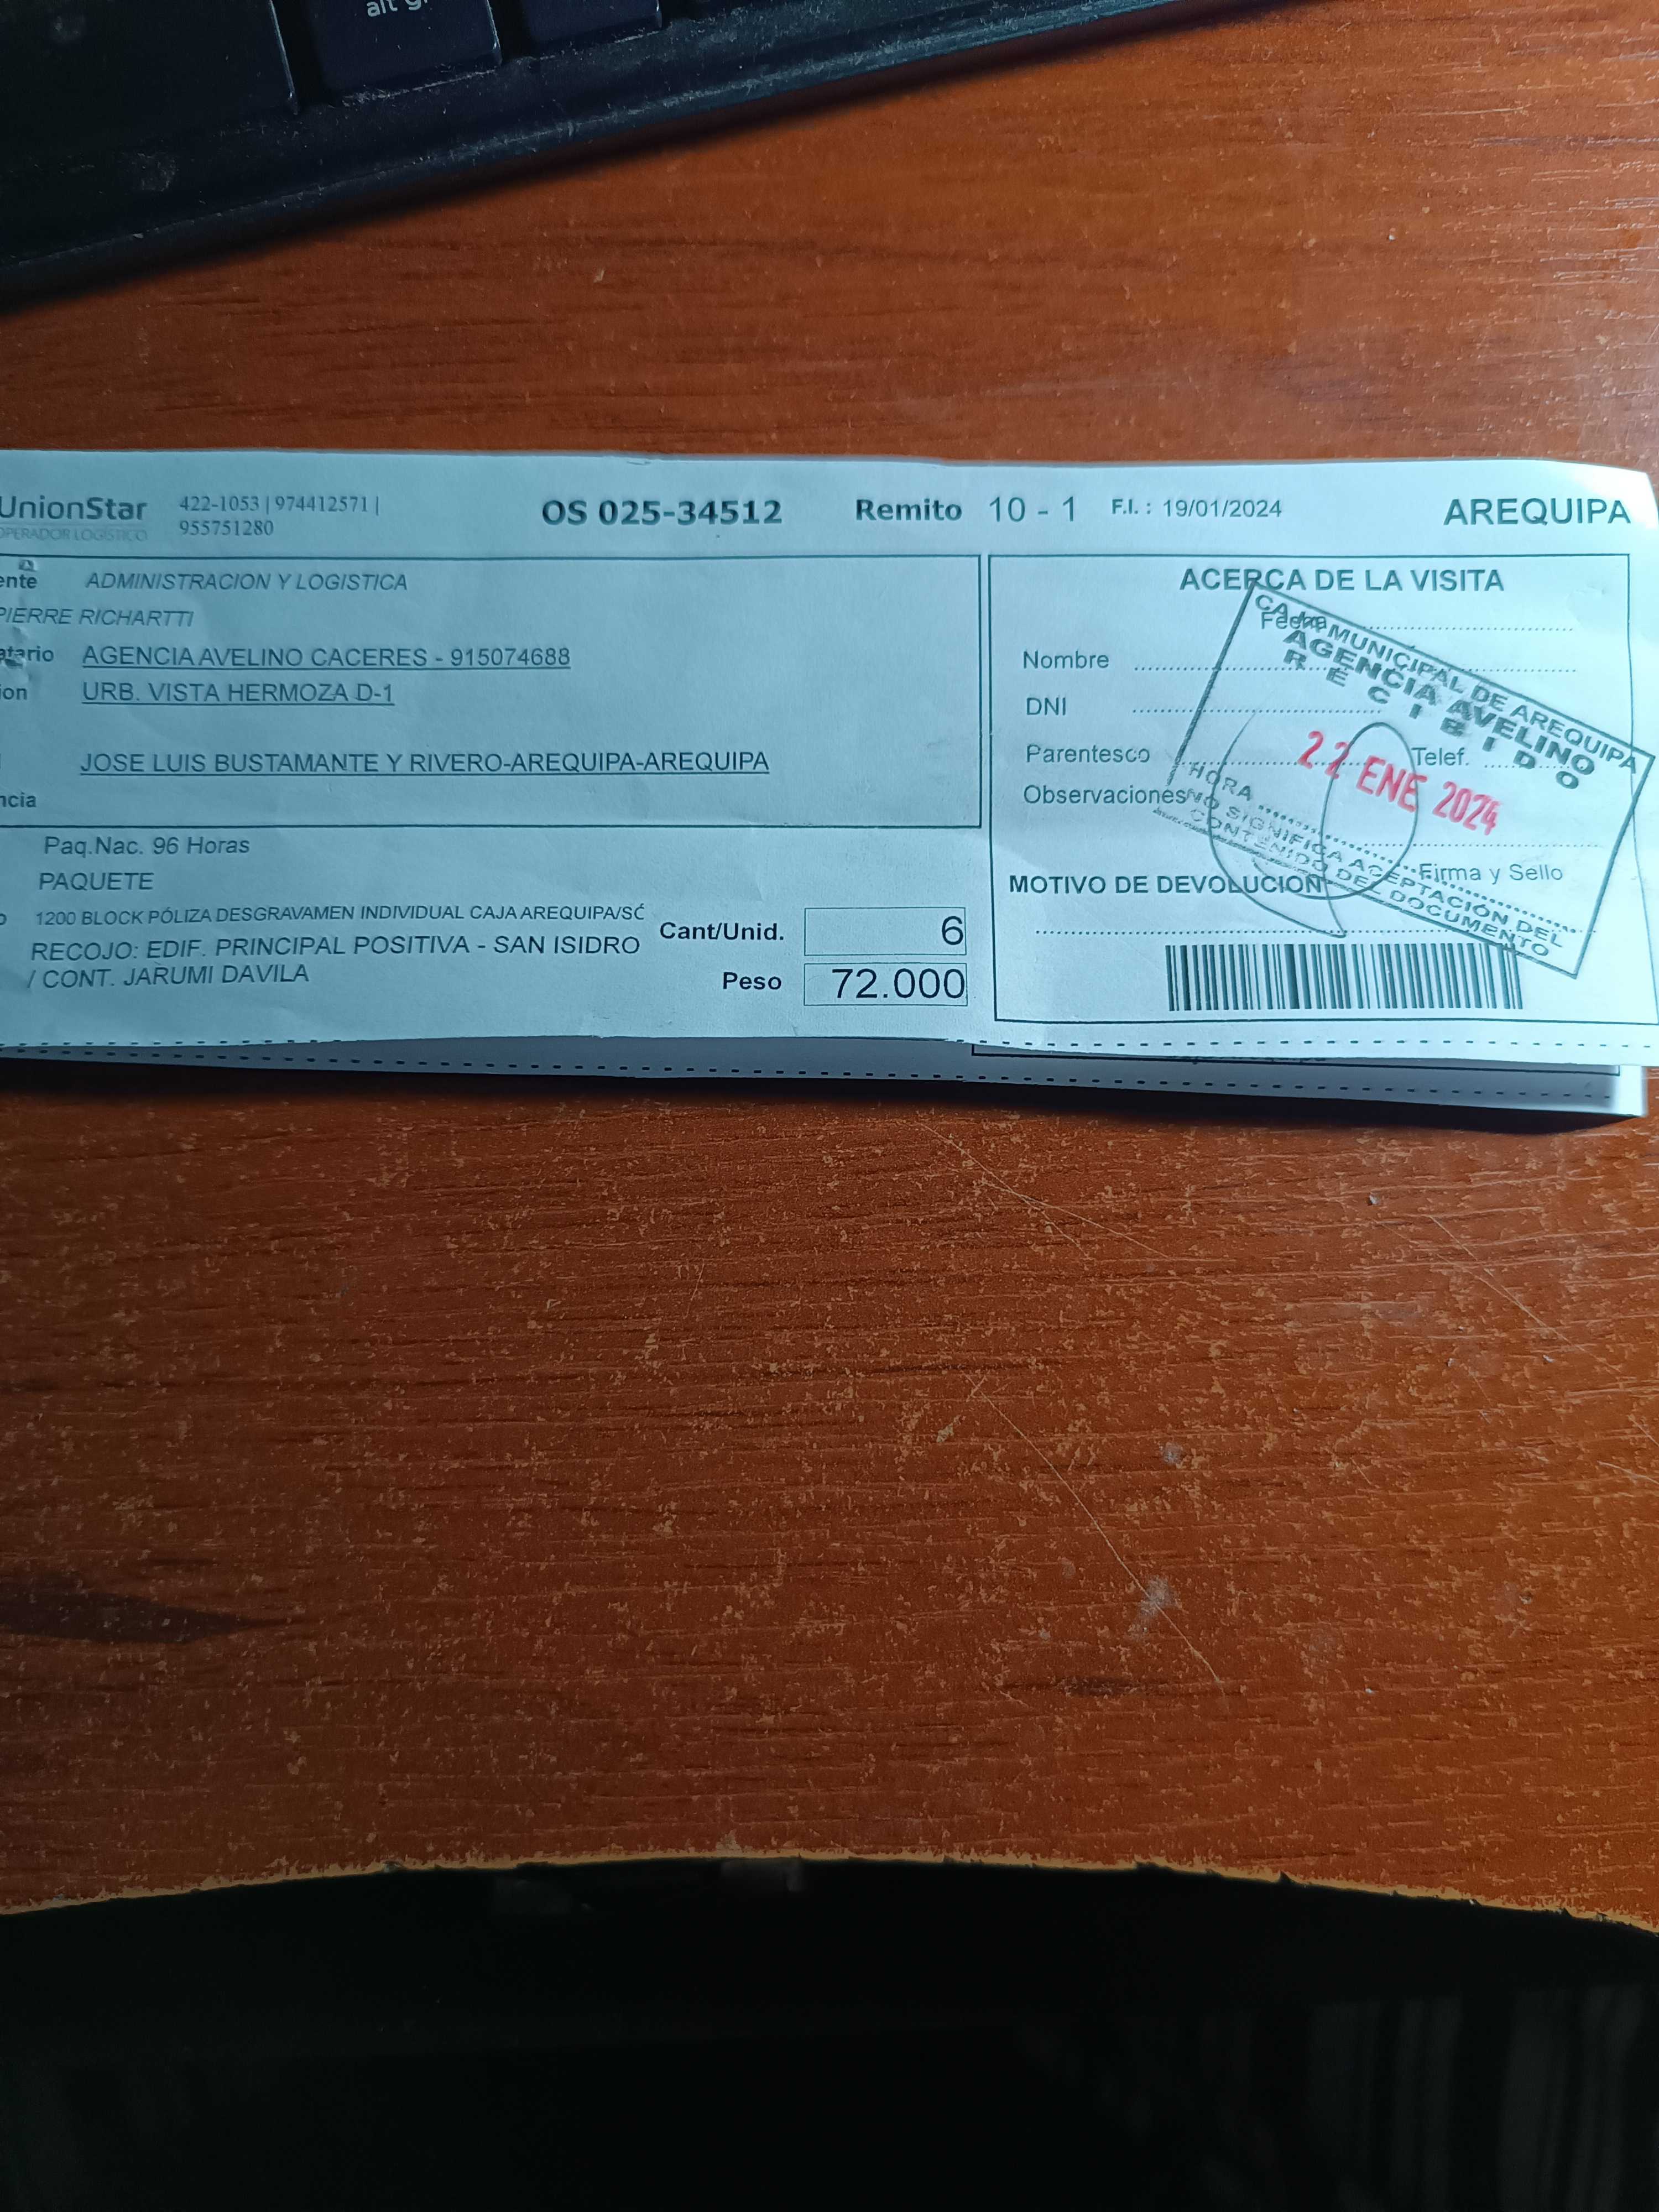 alt gr
UnionStar
OPERADOR LOGÍSTICO
422-1053 | 974412571 |
955751280
OS 025-34512
Remito 10 - 1
F.I. : 19/01/2024
AREQUIPA
ente ADMINISTRACION Y LOGISTICA
PIERRE RICHARTTI
atario AGENCIA AVELINO CACERES - 915074688
ion URB. VISTA HERMOZA D-1
JOSE LUIS BUSTAMANTE Y RIVERO-AREQUIPA-AREQUIPA
ncia
Paq.Nac. 96 Horas
PAQUETE
o 1200 BLOCK PÓLIZA DESGRAVAMEN INDIVIDUAL CAJA AREQUIPA/SC
RECOJO: EDIF. PRINCIPAL POSITIVA - SAN ISIDRO
/ CONT. JARUMI DAVILA
Cant/Unid. 6
Peso 72.000
ACERCA DE LA VISITA
Fecha
Nombre
DNI
Parentesco
Telef.
Observaciones
Firma y Sello
MOTIVO DE DEVOLUCION
CAJA MUNICIPAL DE AREQUIPA
AGENCIA AVELINO
RECIBIDO
22 ENE 2024
HORA
NO SIGNIFICA ACEPTACIÓN DEL
CONTENIDO DEL DOCUMENTO